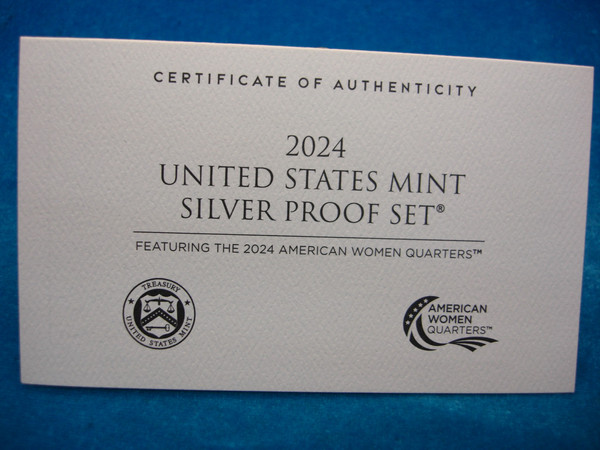 CERTIFICATE OF AUTHENTICITY
2024
UNITED STATES MINT
SILVER PROOF SET®
FEATURING THE 2024 AMERICAN WOMEN QUARTERS™
TREASURY
UNITED STATES MINT
AMERICAN
WOMEN
QUARTERS™